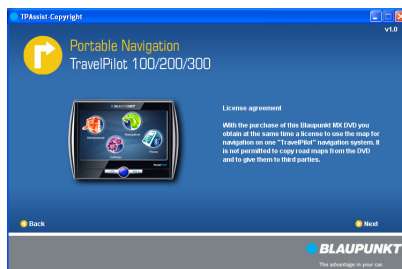 TPAssist-Copyright
v1.0
Portable Navigation
TravelPilot 100/200/300
BLAUPUNKT
Navigation
Settings
License agreement
With the purchase of this Blaupunkt MX DVD you
obtain at the same time a license to use the map for
navigation on one "TravelPilot" navigation system. It
is not permitted to copy road maps from the DVD
and to give them to third parties.
Back
Next
BLAUPUNKT
The advantage in your car.